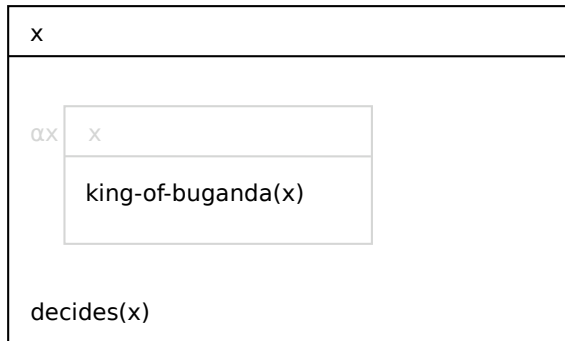 x
αx x
king-of-buganda(x)
decides(x)